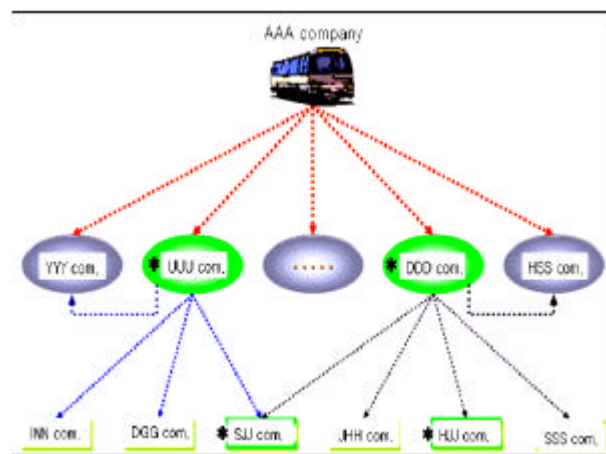 AAA company
YYY com.
* UUU com.
.....
* DOO com.
HSS com.
INN com.
DGG com.
* SJJ com.
JHH com.
* HJJ com.
SSS com.